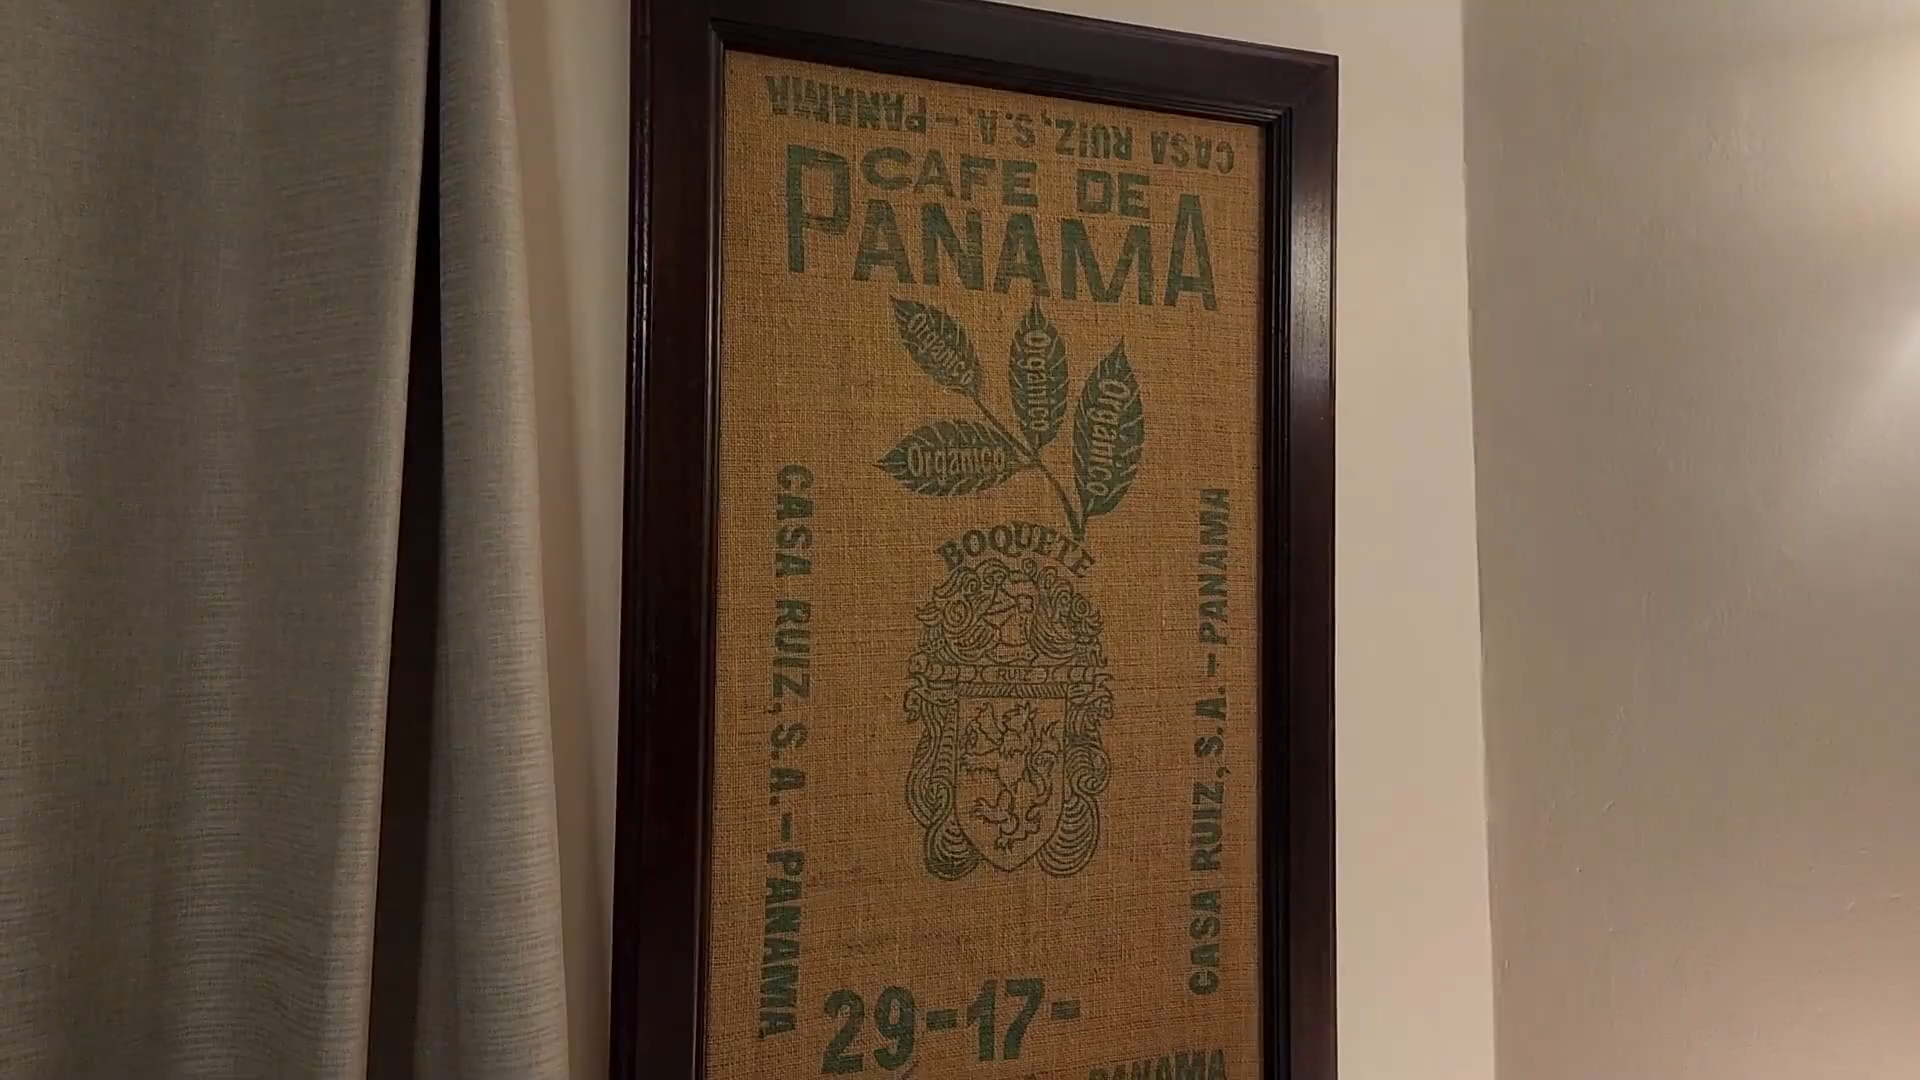 CASA RUIZ, S.A. - PANAMA
CAFE DE
PANAMA
Orgánico
Orgánico
Orgánico
Orgánico
BOQUETE
RUIZ
CASA RUIZ, S.A. - PANAMA
CASA RUIZ, S.A. - PANAMA
29-17-
PANAMA